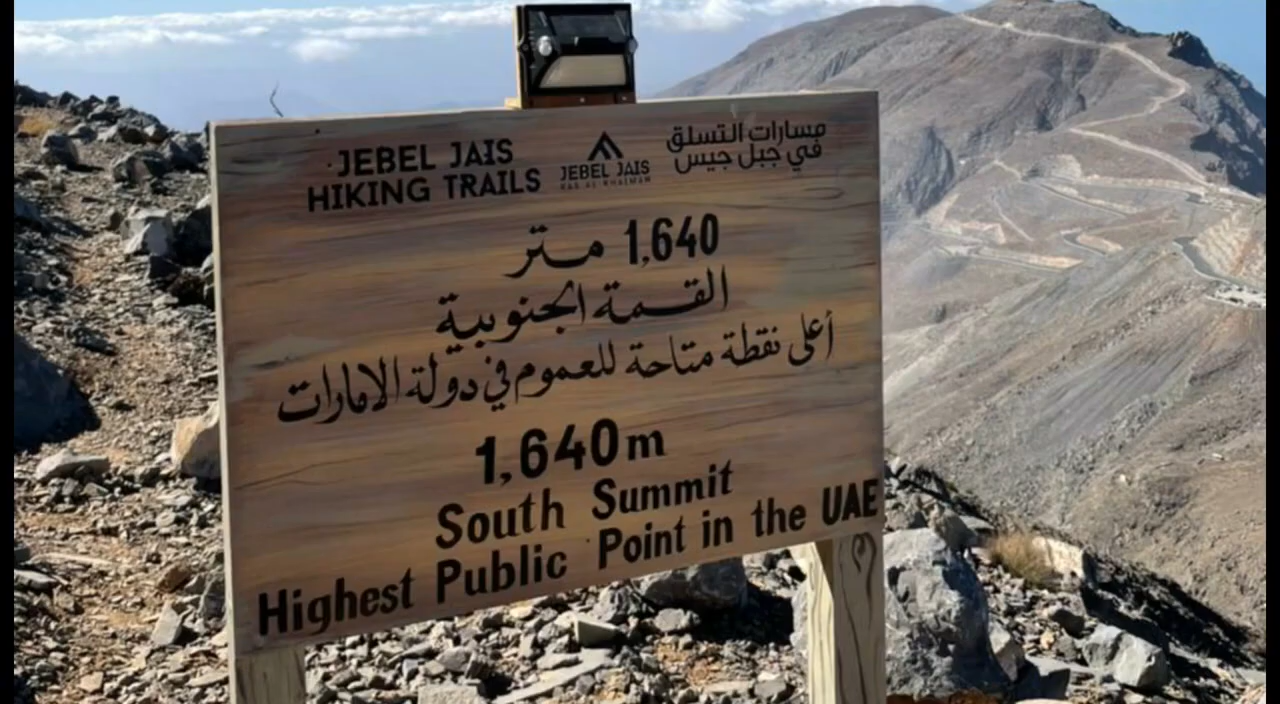 JEBEL JAIS
HIKING TRAILS
JEBEL JAIS
RAS AL KHAIMAH
مسارات التسلق
في جبل جيس
1,640 متر
القمة الجنوبية
أعلى نقطة متاحة للعموم في دولة الامارات
1,640m
South Summit
Highest Public Point in the UAE